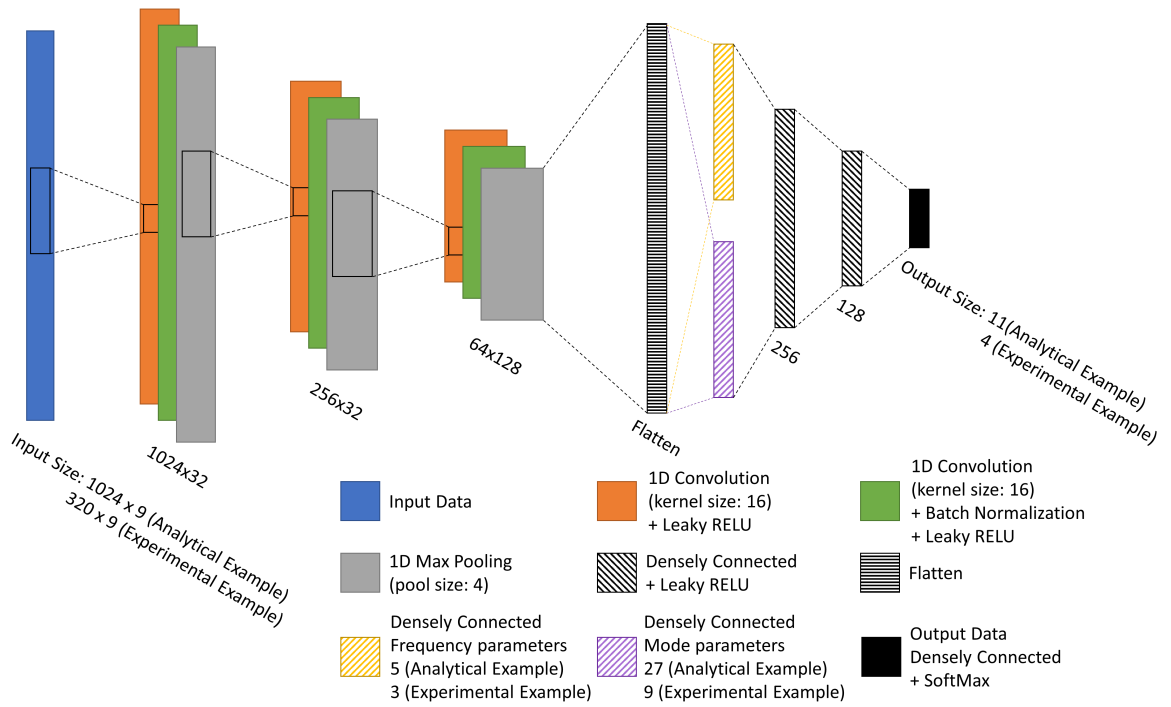 Input Size: 1024 x 9 (Analytical Example)
320 x 9 (Experimental Example)
1024x32
256x32
64x128
Flatten
256
128
Output Size: 11(Analytical Example)
4 (Experimental Example)
Input Data
1D Convolution
(kernel size: 16)
+ Leaky RELU
1D Convolution
(kernel size: 16)
+ Batch Normalization
+ Leaky RELU
1D Max Pooling
(pool size: 4)
Densely Connected
+ Leaky RELU
Flatten
Densely Connected
Frequency parameters
5 (Analytical Example)
3 (Experimental Example)
Densely Connected
Mode parameters
27 (Analytical Example)
9 (Experimental Example)
Output Data
Densely Connected
+ SoftMax